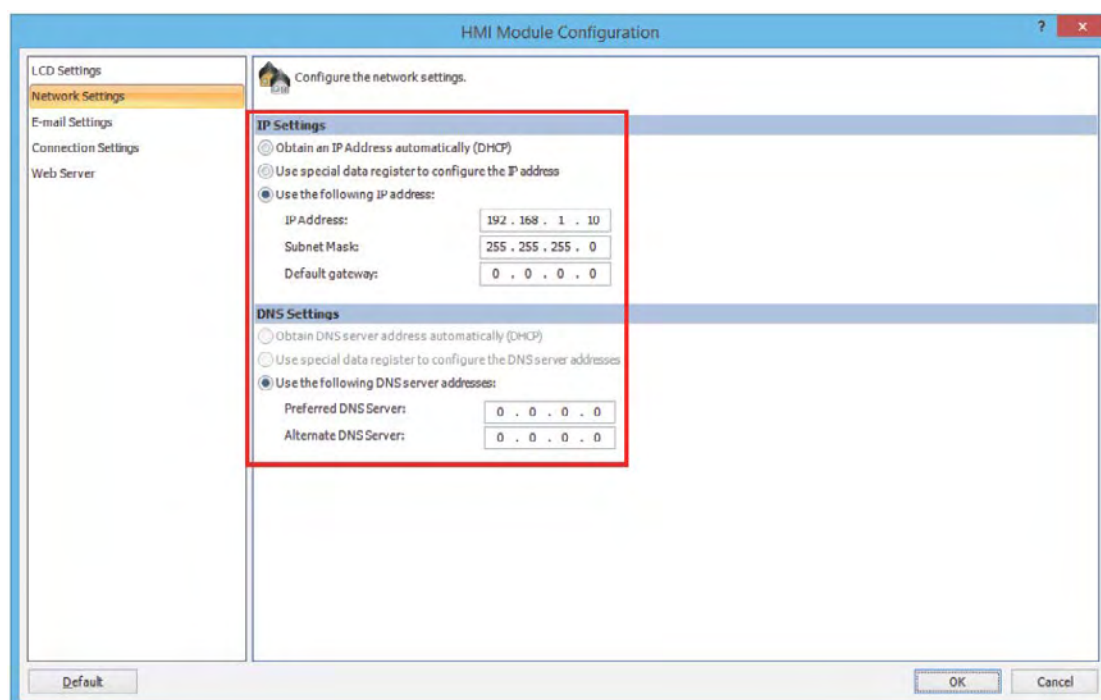 HMI Module Configuration
? x
LCD Settings
Network Settings
E-mail Settings
Connection Settings
Web Server
Configure the network settings.
IP Settings
Obtain an IP Address automatically (DHCP)
Use special data register to configure the IP address
Use the following IP address:
IP Address: 192 . 168 . 1 . 10
Subnet Mask: 255 . 255 . 255 . 0
Default gateway: 0 . 0 . 0 . 0
DNS Settings
Obtain DNS server address automatically (DHCP)
Use special data register to configure the DNS server addresses
Use the following DNS server addresses:
Preferred DNS Server: 0 . 0 . 0 . 0
Alternate DNS Server: 0 . 0 . 0 . 0
Default OK Cancel